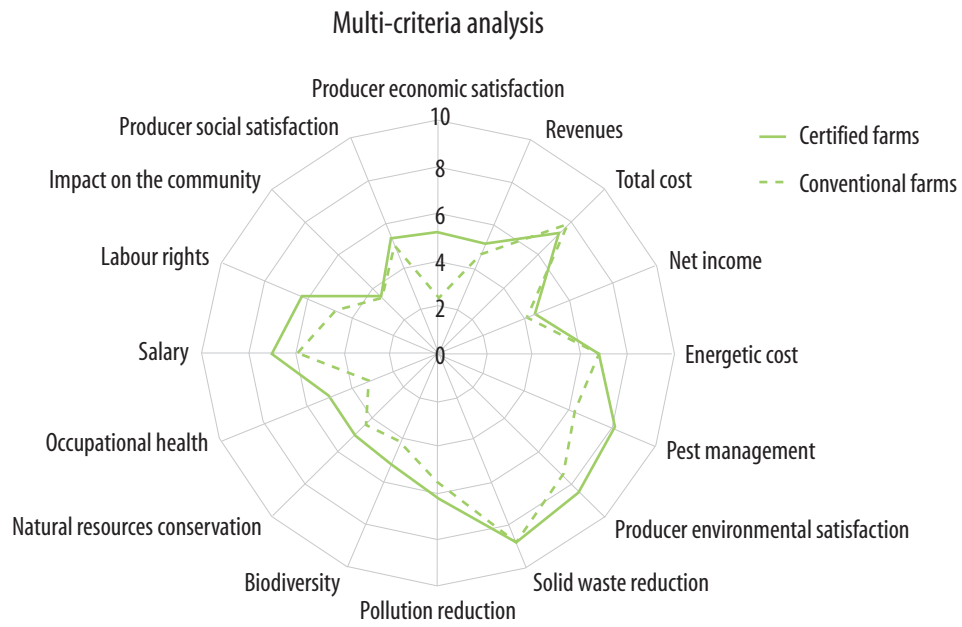 Multi-criteria analysis
Producer economic satisfaction
Revenues
Total cost
Net income
Energetic cost
Pest management
Producer environmental satisfaction
Solid waste reduction
Pollution reduction
Biodiversity
Natural resources conservation
Occupational health
Salary
Labour rights
Impact on the community
Producer social satisfaction
10
8
6
4
2
0
Certified farms
Conventional farms